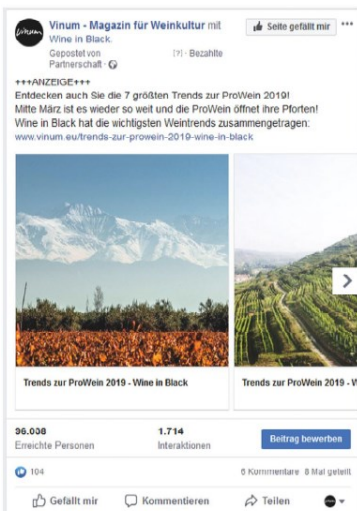 Vinum
Vinum - Magazin für Weinkultur mit
Wine in Black.
Seite gefällt mir
Gepostet von
[?] · Bezahlte
Partnerschaft ·
+++ANZEIGE+++
Entdecken auch Sie die 7 größten Trends zur ProWein 2019!
Mitte März ist es wieder so weit und die ProWein öffnet ihre Pforten!
Wine in Black hat die wichtigsten Weintrends zusammengetragen:
www.vinum.eu/trends-zur-prowein-2019-wine-in-black
Trends zur ProWein 2019 - Wine in Black
Trends zur ProWein 2019 - W
36.038
1.714
Erreichte Personen
Interaktionen
Beitrag bewerben
104
6 Kommentare 8 Mal geteilt
Gefällt mir
Kommentieren
Teilen